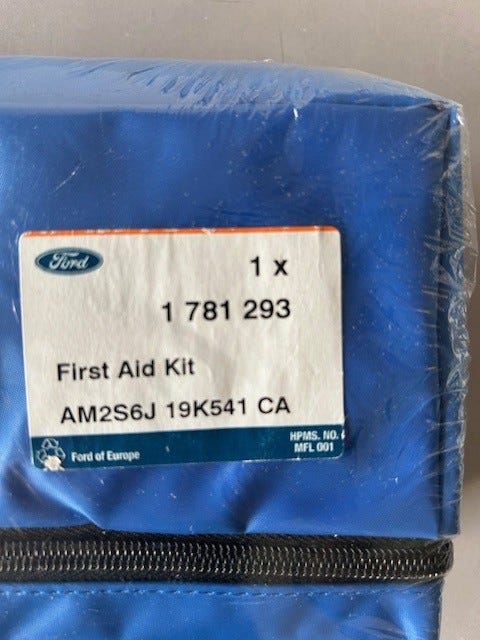 Ford
1 x
1 781 293
First Aid Kit
AM2S6J 19K541 CA
Ford of Europe
HPMS. NO.
MFL 001